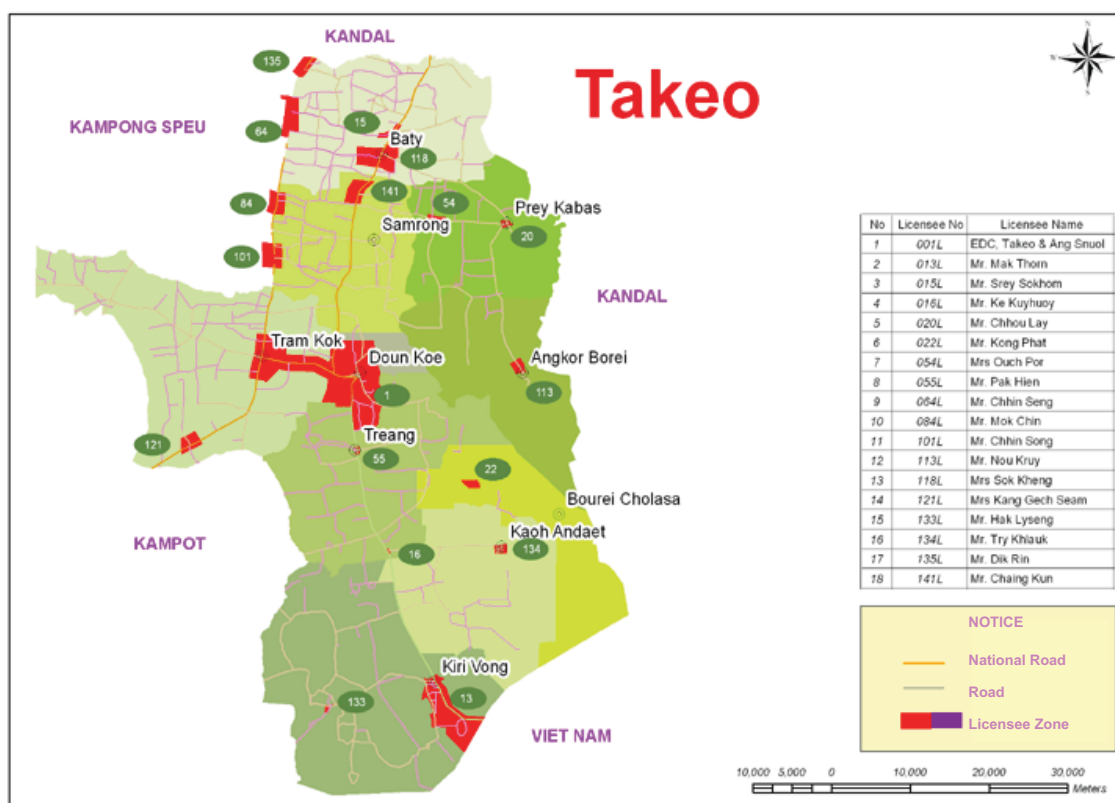 KANDAL
Takeo
135
KAMPONG SPEU
64
15
Baty
118
141
84
54
Prey Kabas
Samrong
20
101
KANDAL
Tram Kok
Doun Koe
Angkor Borei
1
113
121
Treang
55
22
Bourei Cholasa
KAMPOT
Kaoh Andaet
16
134
Kiri Vong
133
13
VIET NAM
No Licensee No Licensee Name
1 001L EDC, Takeo & Ang Snuol
2 013L Mr. Mak Thorn
3 015L Mr. Srey Sokhom
4 016L Mr. Ke Kuyhuoy
5 020L Mr. Chhou Lay
6 022L Mr. Kong Phat
7 054L Mrs Ouch Por
8 055L Mr. Pak Hien
9 064L Mr. Chhin Seng
10 084L Mr. Mok Chin
11 101L Mr. Chhin Song
12 113L Mr. Nou Kruy
13 118L Mrs Sok Kheng
14 121L Mrs Kang Gech Seam
15 133L Mr. Hak Lyseng
16 134L Mr. Try Khlauk
17 135L Mr. Dik Rin
18 141L Mr. Chaing Kun
NOTICE
National Road
Road
Licensee Zone
10,000 5,000 0 10,000 20,000 30,000
Meters